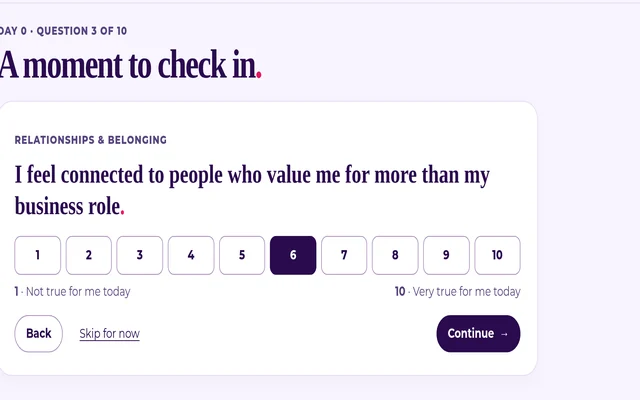 DAY 0 · QUESTION 3 OF 10
A moment to check in.
RELATIONSHIPS & BELONGING
I feel connected to people who value me for more than my
business role.
1 2 3 4 5 6 7 8 9 10
1 · Not true for me today 10 · Very true for me today
Back Skip for now Continue →